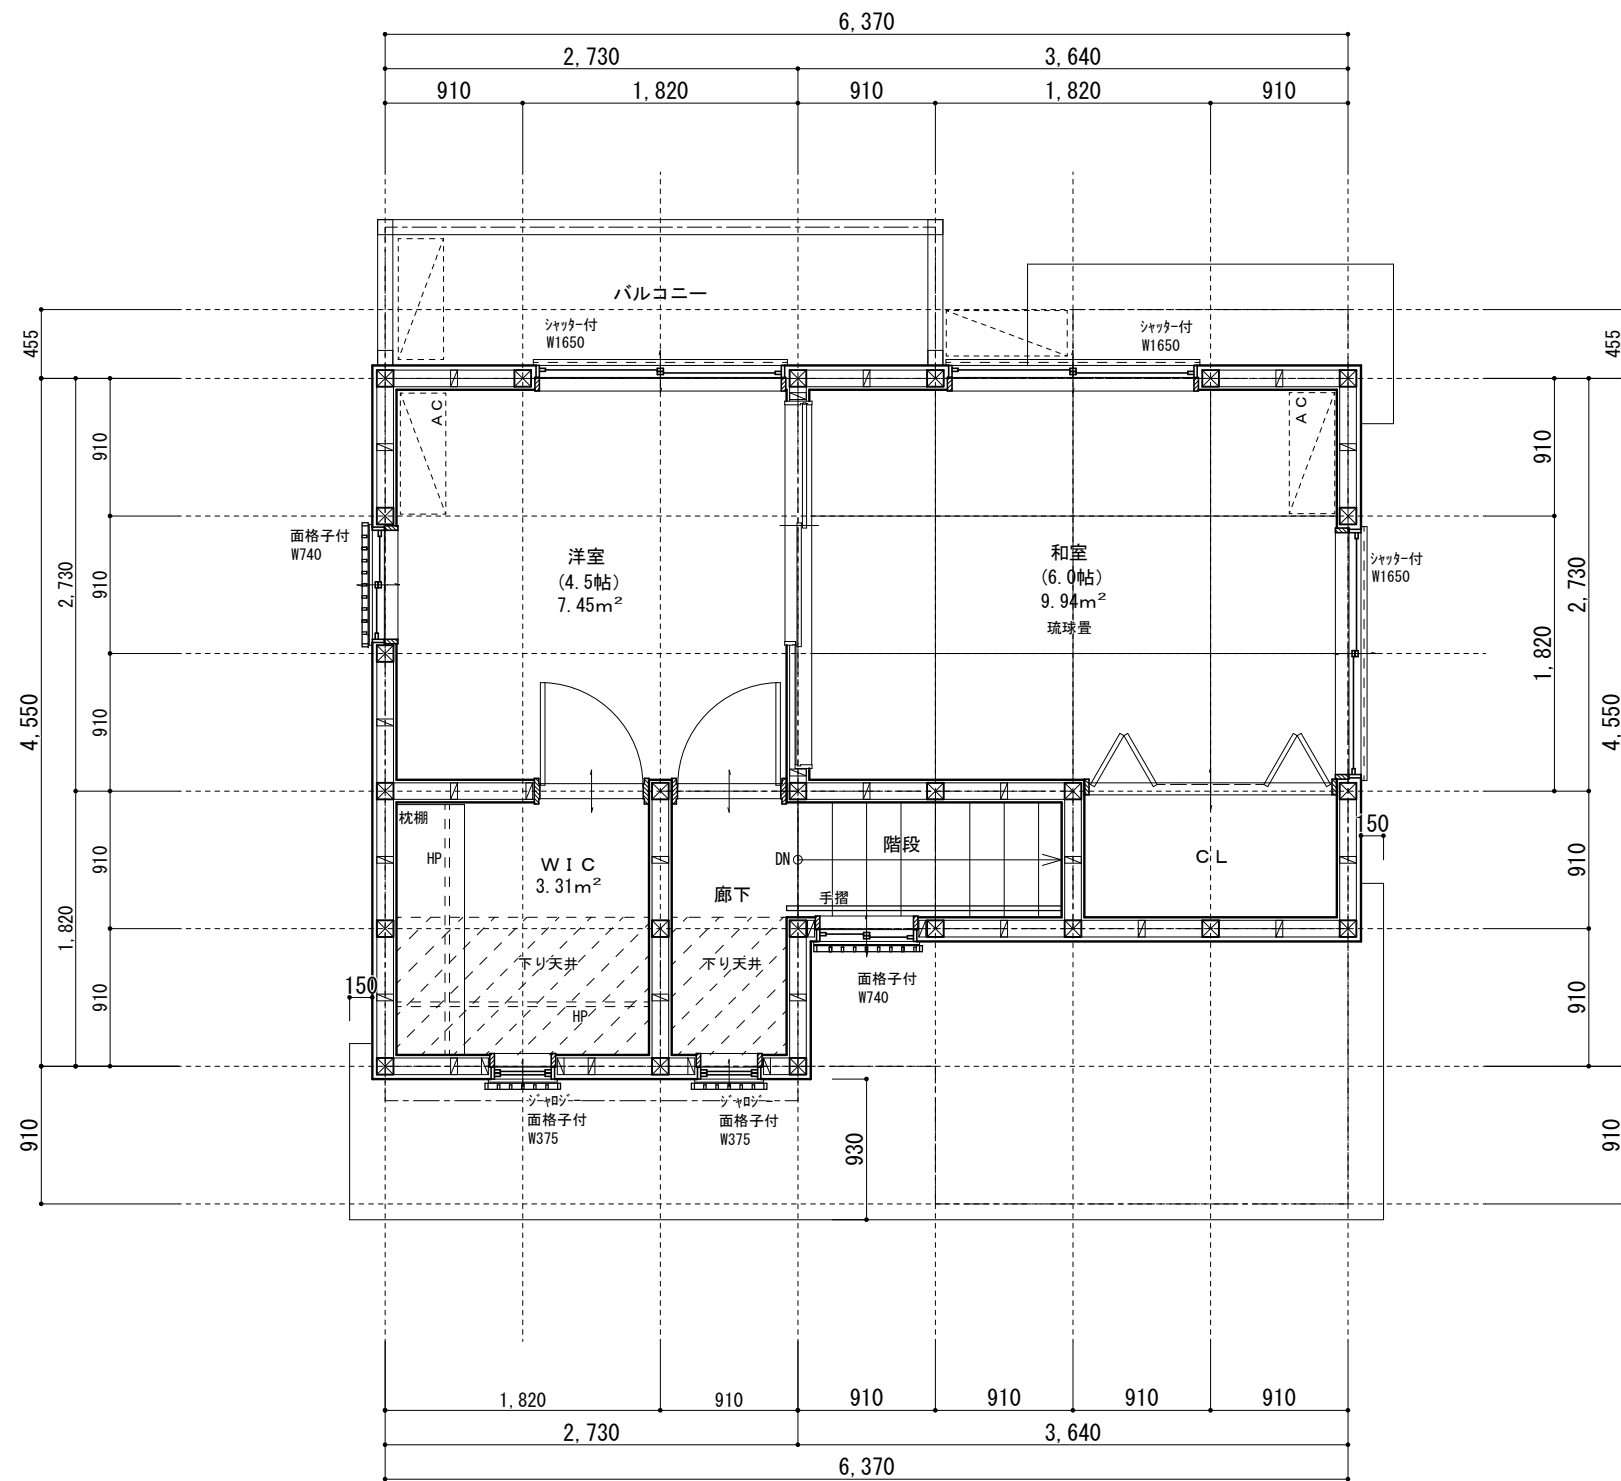 6,370
2,730 3,640
910 1,820 910 1,820 910
バルコニー
シャッター付
W1650
シャッター付
W1650
455
455
AC
AC
910
910
面格子付
W740
洋室
(4.5帖)
7.45m²
和室
(6.0帖)
9.94m²
琉球畳
シャッター付
W1650
2,730
910
2,730
1,820
4,550
910
4,550
150
枕棚
HP
WIC
3.31m²
DN
階段
CL
廊下
手摺
910
910
1,820
下り天井
下り天井
面格子付
W740
150
910
HP
910
ジャロジー
面格子付
W375
ジャロジー
面格子付
W375
910
930
910
1,820 910 910 910 910 910
2,730 3,640
6,370